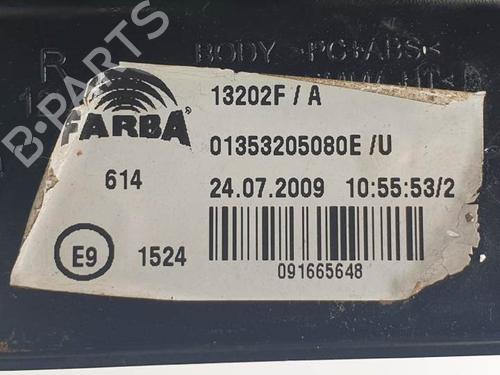 BODY >PC+ABS<
R
FARBA
13202F / A
01353205080E /U
614
24.07.2009 10:55:53/2
E9
1524
091665648
B-PARTS